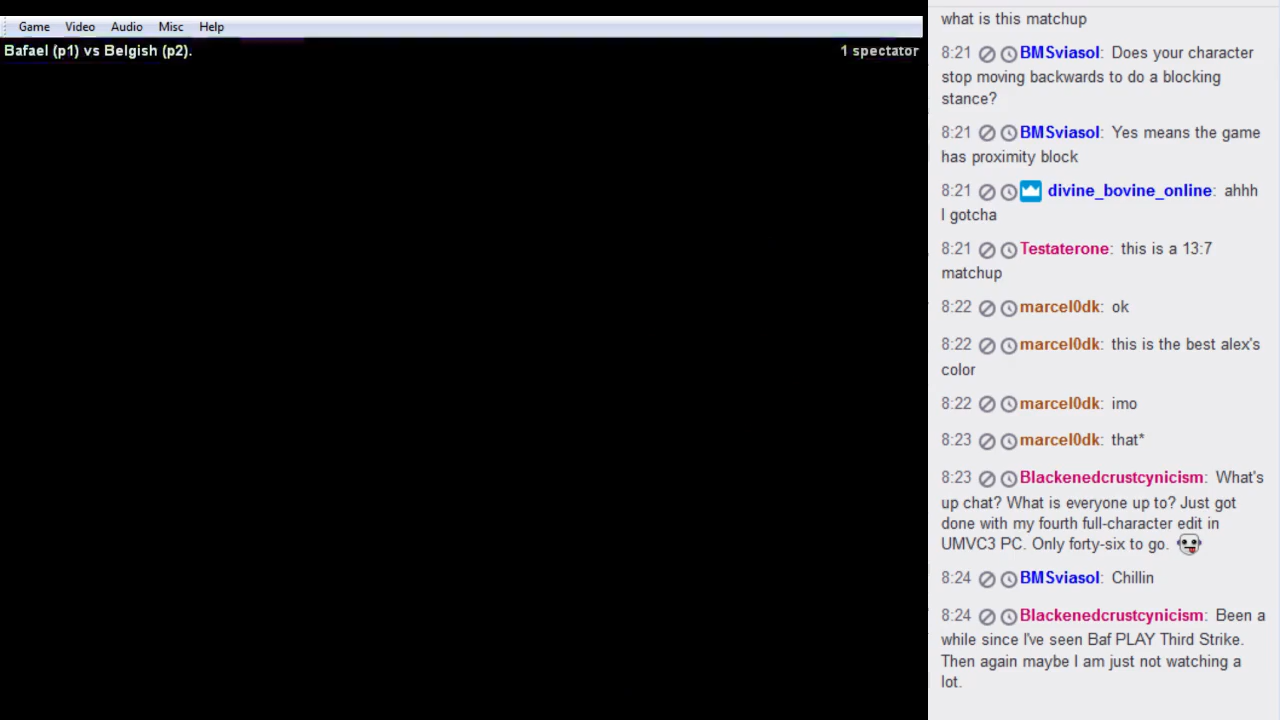 Game Video Audio Misc Help
Bafael (p1) vs Belgish (p2).
1 spectator
what is this matchup
8:21 BMSviasol: Does your character
stop moving backwards to do a blocking
stance?
8:21 BMSviasol: Yes means the game
has proximity block
8:21 divine_bovine_online: ahhh
I gotcha
8:21 Testaterone: this is a 13:7
matchup
8:22 marcel0dk: ok
8:22 marcel0dk: this is the best alex's
color
8:22 marcel0dk: imo
8:23 marcel0dk: that*
8:23 Blackenedcrustcynicism: What's
up chat? What is everyone up to? Just got
done with my fourth full-character edit in
UMVC3 PC. Only forty-six to go.
8:24 BMSviasol: Chillin
8:24 Blackenedcrustcynicism: Been a
while since I've seen Baf PLAY Third Strike.
Then again maybe I am just not watching a
lot.